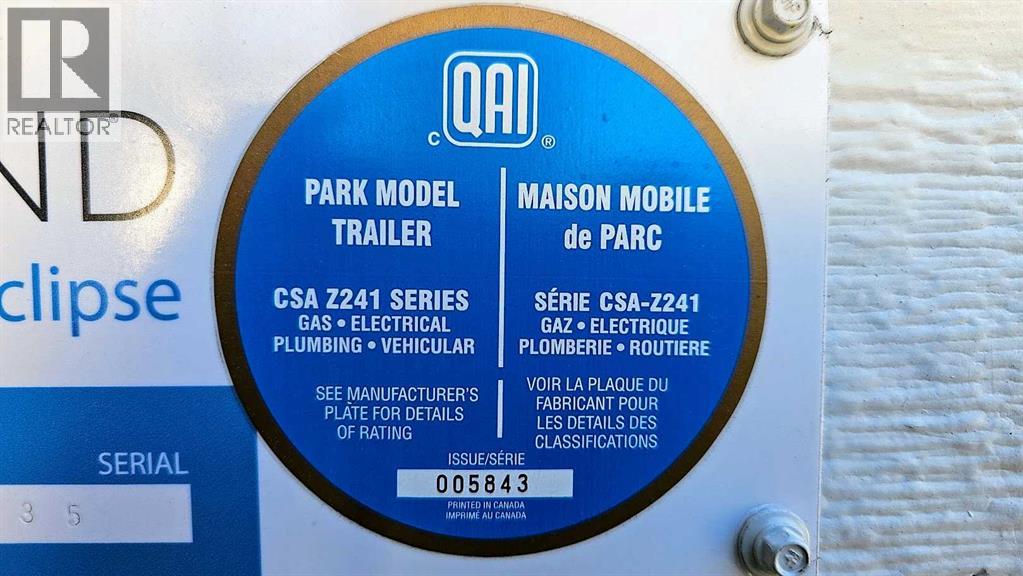 REALTOR®
ND
clipse
SERIAL
3 5
QAI
C ®
PARK MODEL
TRAILER
CSA Z241 SERIES
GAS • ELECTRICAL
PLUMBING • VEHICULAR
SEE MANUFACTURER'S
PLATE FOR DETAILS
OF RATING
MAISON MOBILE
de PARC
SÉRIE CSA-Z241
GAZ • ELECTRIQUE
PLOMBERIE • ROUTIERE
VOIR LA PLAQUE DU
FABRICANT POUR
LES DETAILS DES
CLASSIFICATIONS
ISSUE/SÉRIE
005843
PRINTED IN CANADA
IMPRIMÉ AU CANADA